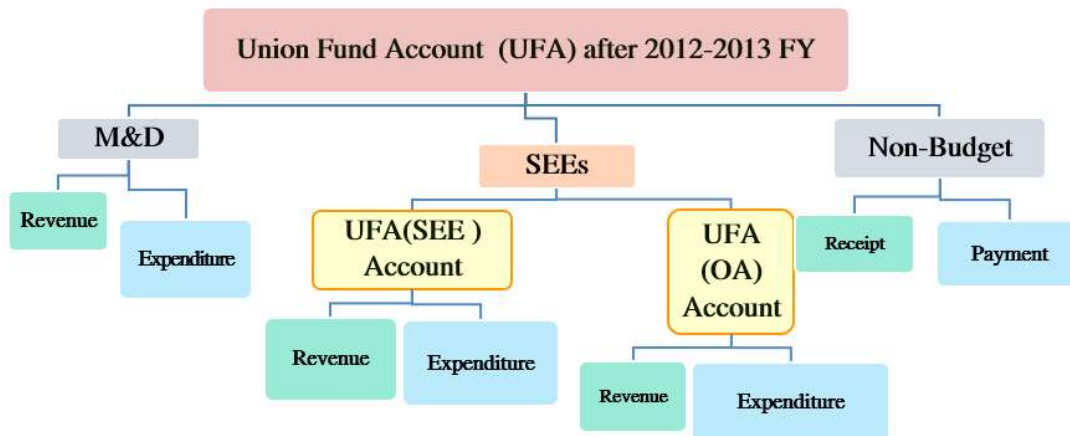 Union Fund Account (UFA) after 2012-2013 FY
M&D
SEEs
Non-Budget
Revenue
Expenditure
UFA(SEE )
Account
UFA
(OA)
Account
Receipt
Payment
Revenue
Expenditure
Revenue
Expenditure